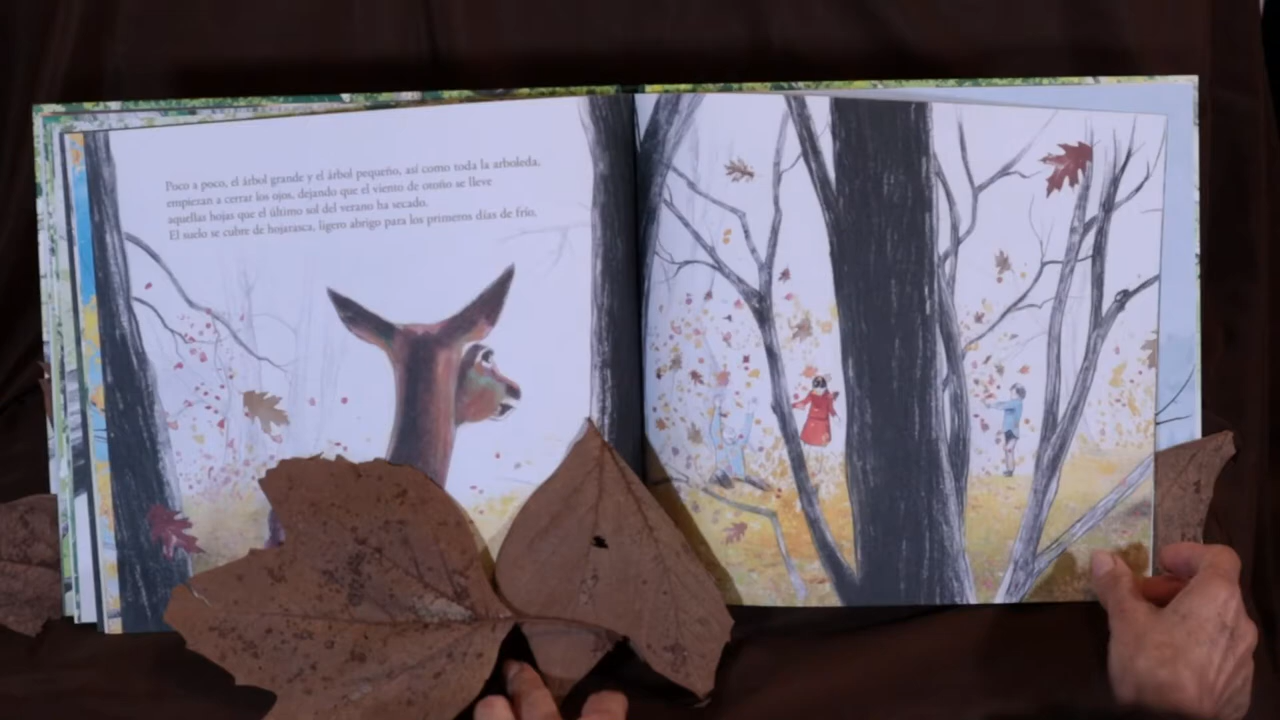 Poco a poco, el árbol grande y el árbol pequeño, así como toda la arboleda,
empiezan a cerrar los ojos, dejando que el viento de otoño se lleve
aquellas hojas que el último sol del verano ha secado.
El suelo se cubre de hojarasca, ligero abrigo para los primeros días de frío.